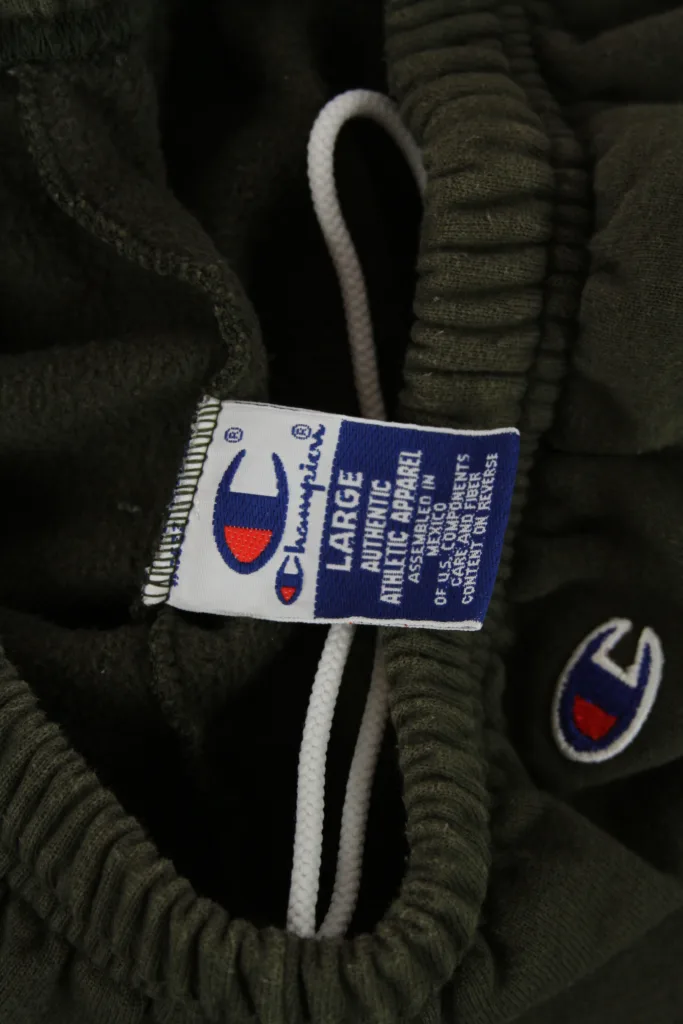 Champion®
LARGE
AUTHENTIC
ATHLETIC APPAREL
ASSEMBLED IN
MEXICO
OF U.S. COMPONENTS
CARE AND FIBER
CONTENT ON REVERSE